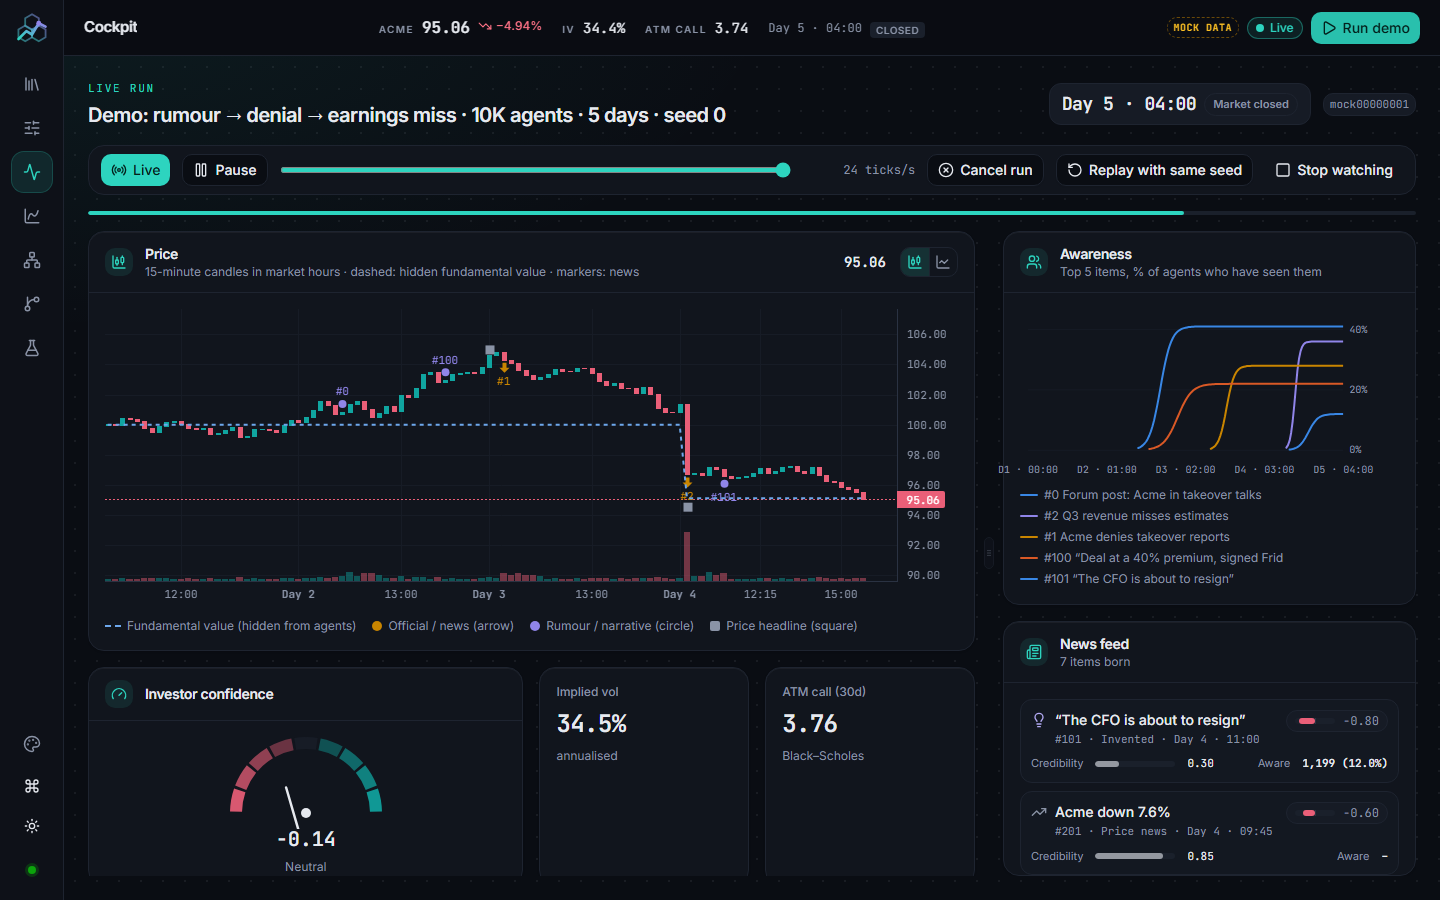 Cockpit
ACME 95.06 −4.94% IV 34.4% ATM CALL 3.74 Day 5 · 04:00 CLOSED
MOCK DATA Live Run demo
LIVE RUN
Demo: rumour → denial → earnings miss · 10K agents · 5 days · seed 0
Day 5 · 04:00 Market closed mock00000001
Live Pause 24 ticks/s Cancel run Replay with same seed Stop watching
Price
15-minute candles in market hours · dashed: hidden fundamental value · markers: news
95.06
106.00
104.00
102.00
100.00
98.00
96.00
95.06
94.00
92.00
90.00
#0
#100
#1
#2
#101
12:00 Day 2 13:00 Day 3 13:00 Day 4 12:15 15:00
Fundamental value (hidden from agents) Official / news (arrow) Rumour / narrative (circle) Price headline (square)
Awareness
Top 5 items, % of agents who have seen them
40%
20%
0%
D1 · 00:00 D2 · 01:00 D3 · 02:00 D4 · 03:00 D5 · 04:00
#0 Forum post: Acme in takeover talks
#2 Q3 revenue misses estimates
#1 Acme denies takeover reports
#100 “Deal at a 40% premium, signed Frid
#101 “The CFO is about to resign”
Investor confidence
-0.14
Neutral
Implied vol
34.5%
annualised
ATM call (30d)
3.76
Black–Scholes
News feed
7 items born
“The CFO is about to resign” -0.80
#101 · Invented · Day 4 · 11:00
Credibility 0.30 Aware 1,199 (12.0%)
Acme down 7.6% -0.60
#201 · Price news · Day 4 · 09:45
Credibility 0.85 Aware –